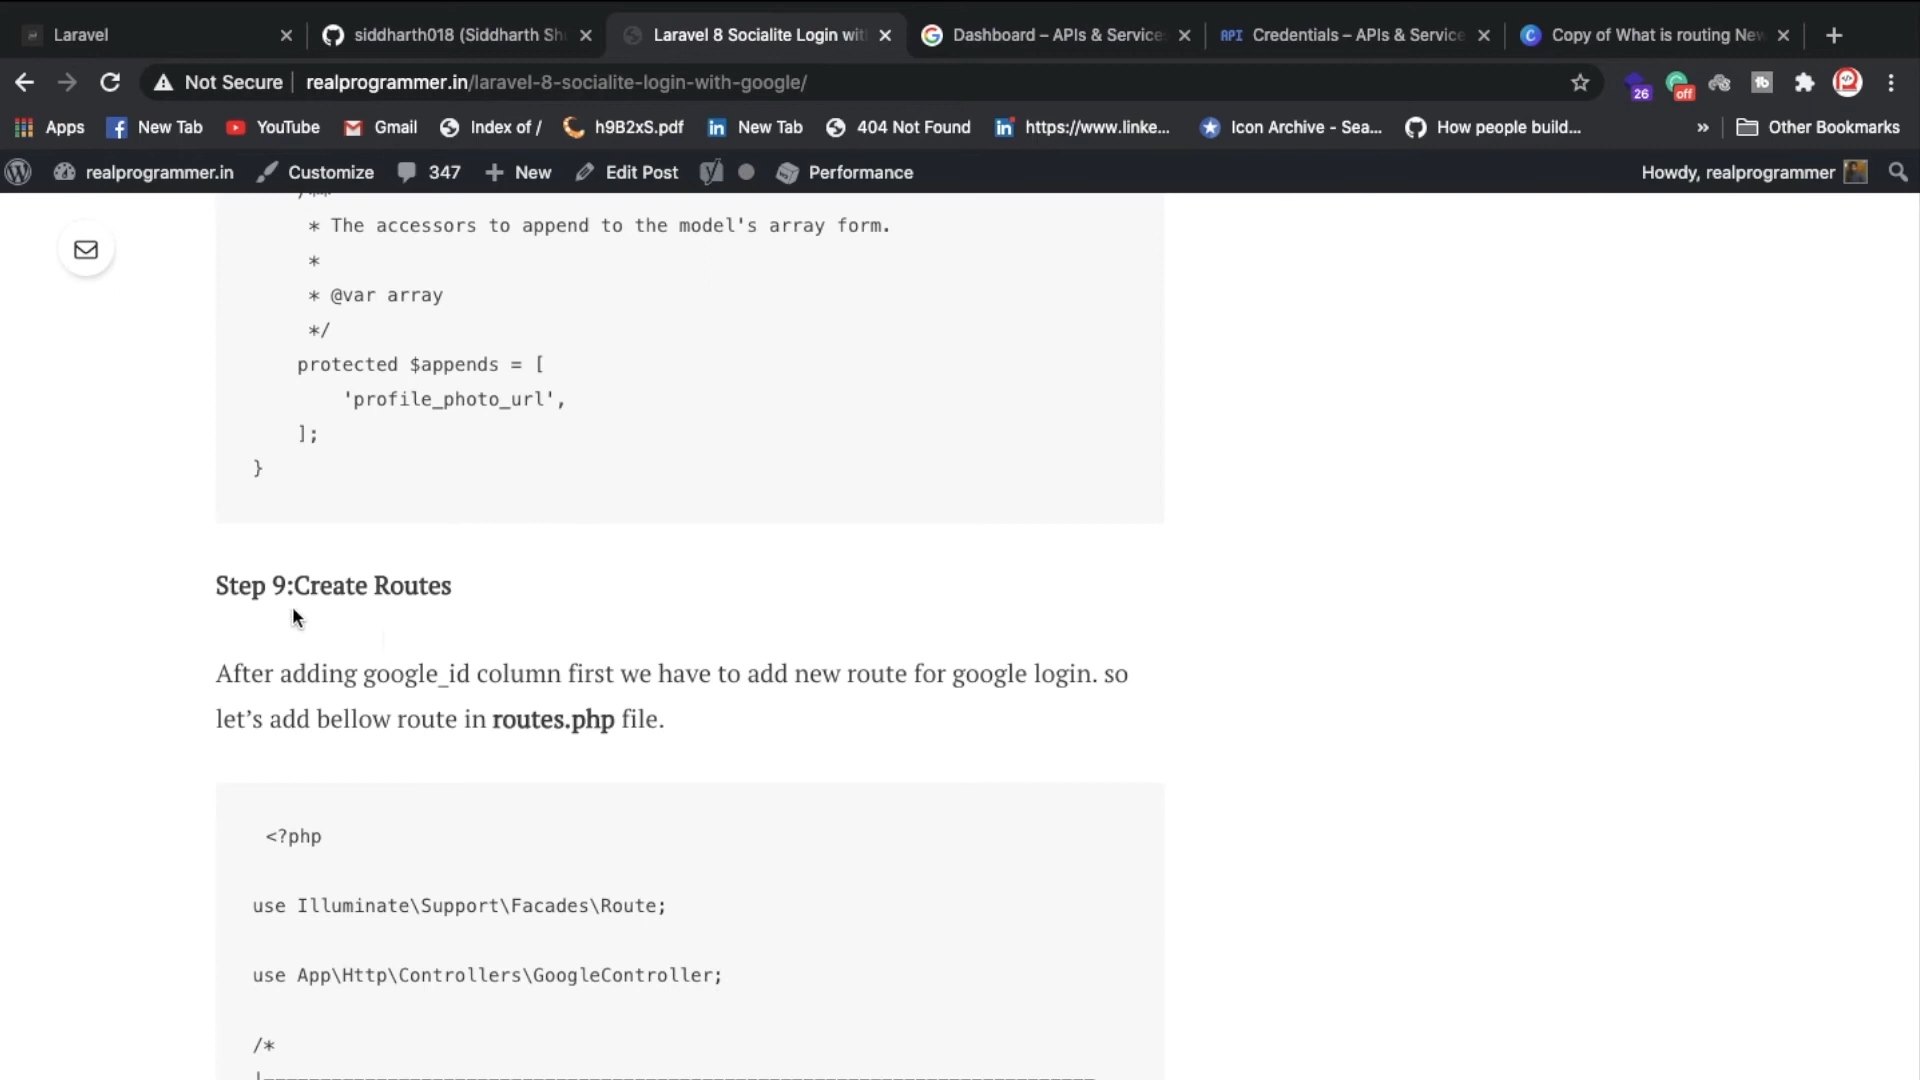 Laravel
siddharth018 (Siddharth Sh
Laravel 8 Socialite Login wit
Dashboard – APIs & Service
API Credentials – APIs & Service
Copy of What is routing New
Not Secure realprogrammer.in/laravel-8-socialite-login-with-google/
26 off
Apps New Tab YouTube Gmail Index of / h9B2xS.pdf New Tab 404 Not Found https://www.linke... Icon Archive - Sea... How people build... » Other Bookmarks
realprogrammer.in Customize 347 New Edit Post Performance Howdy, realprogrammer
/**
* The accessors to append to the model's array form.
*
* @var array
*/
protected $appends = [
'profile_photo_url',
];
}
Step 9:Create Routes
After adding google_id column first we have to add new route for google login. so
let’s add bellow route in routes.php file.
<?php
use Illuminate\Support\Facades\Route;
use App\Http\Controllers\GoogleController;
/*
|--------------------------------------------------------------------------